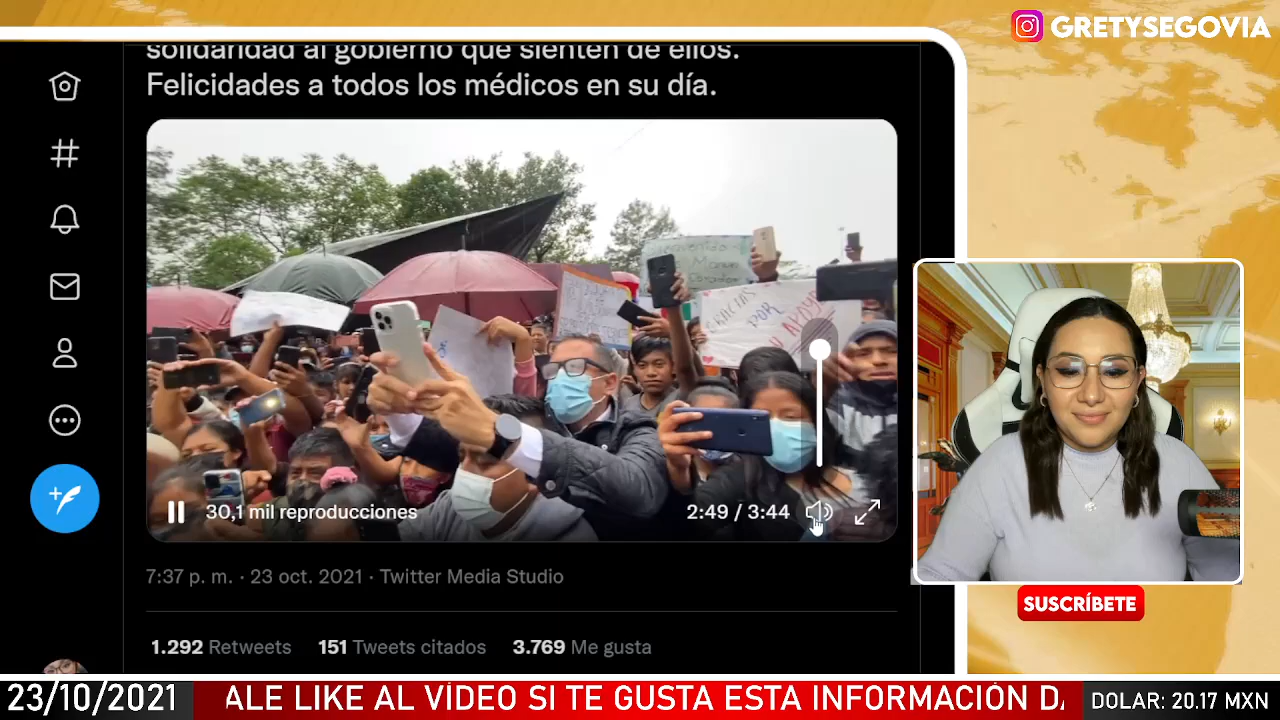 GRETYSEGOVIA
solidaridad al gobierno que sienten de ellos.
Felicidades a todos los médicos en su día.
GRACIAS
POR
30,1 mil reproducciones
2:49 / 3:44
7:37 p. m. · 23 oct. 2021 · Twitter Media Studio
1.292 Retweets 151 Tweets citados 3.769 Me gusta
SUSCRÍBETE
23/10/2021 ALE LIKE AL VÍDEO SI TE GUSTA ESTA INFORMACIÓN DOLAR: 20.17 MXN